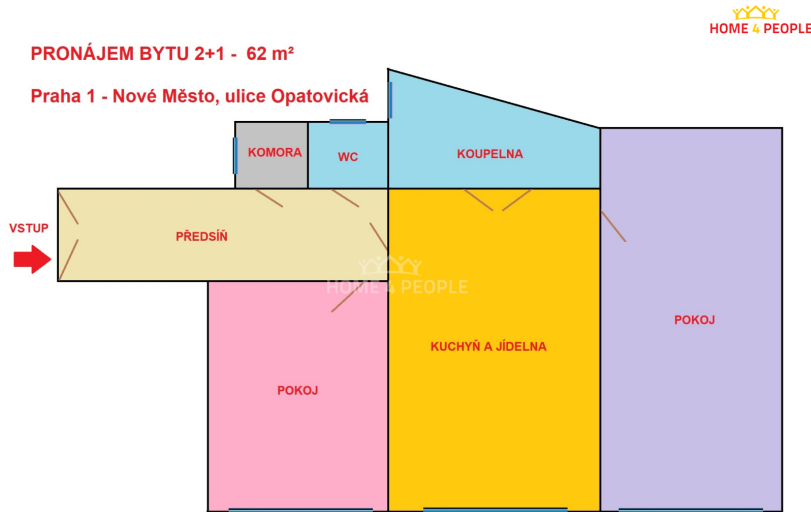 HOME 4 PEOPLE
PRONÁJEM BYTU 2+1 - 62 m²
Praha 1 - Nové Město, ulice Opatovická
KOMORA
WC
KOUPELNA
VSTUP
PŘEDSÍŇ
HOME 4 PEOPLE
POKOJ
KUCHYŇ A JÍDELNA
POKOJ